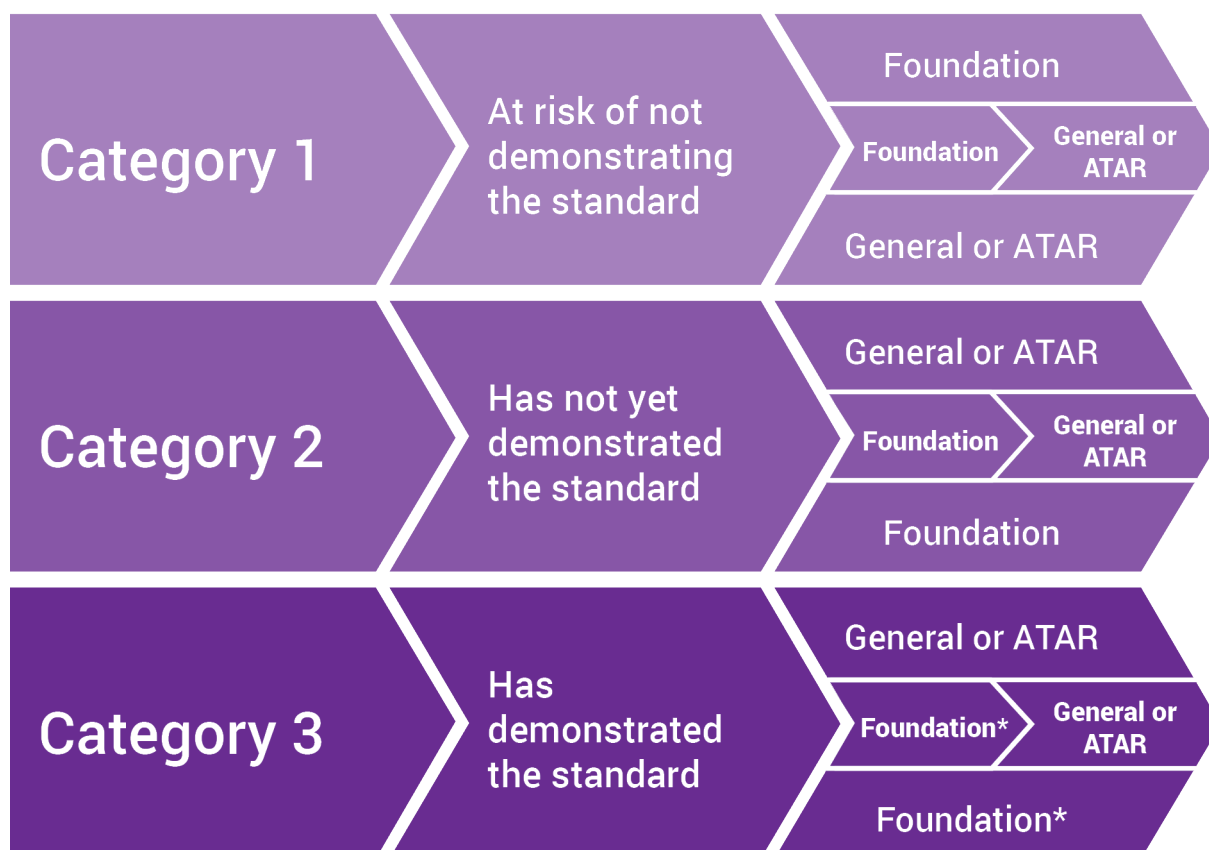 Category 1
At risk of not
demonstrating
the standard
Foundation
Foundation
General or
ATAR
General or ATAR
Category 2
Has not yet
demonstrated
the standard
General or ATAR
Foundation
General or
ATAR
Foundation
Category 3
Has
demonstrated
the standard
General or ATAR
Foundation*
General or
ATAR
Foundation*